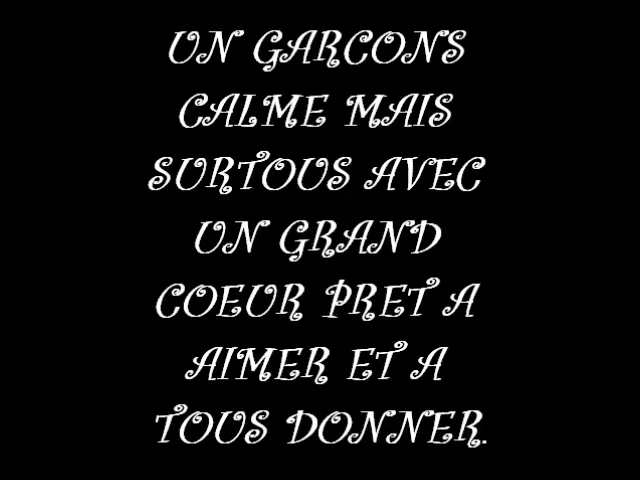 UN GARCONS
CALME MAIS
SURTOUS AVEC
UN GRAND
COEUR PRET A
AIMER ET A
TOUS DONNER.